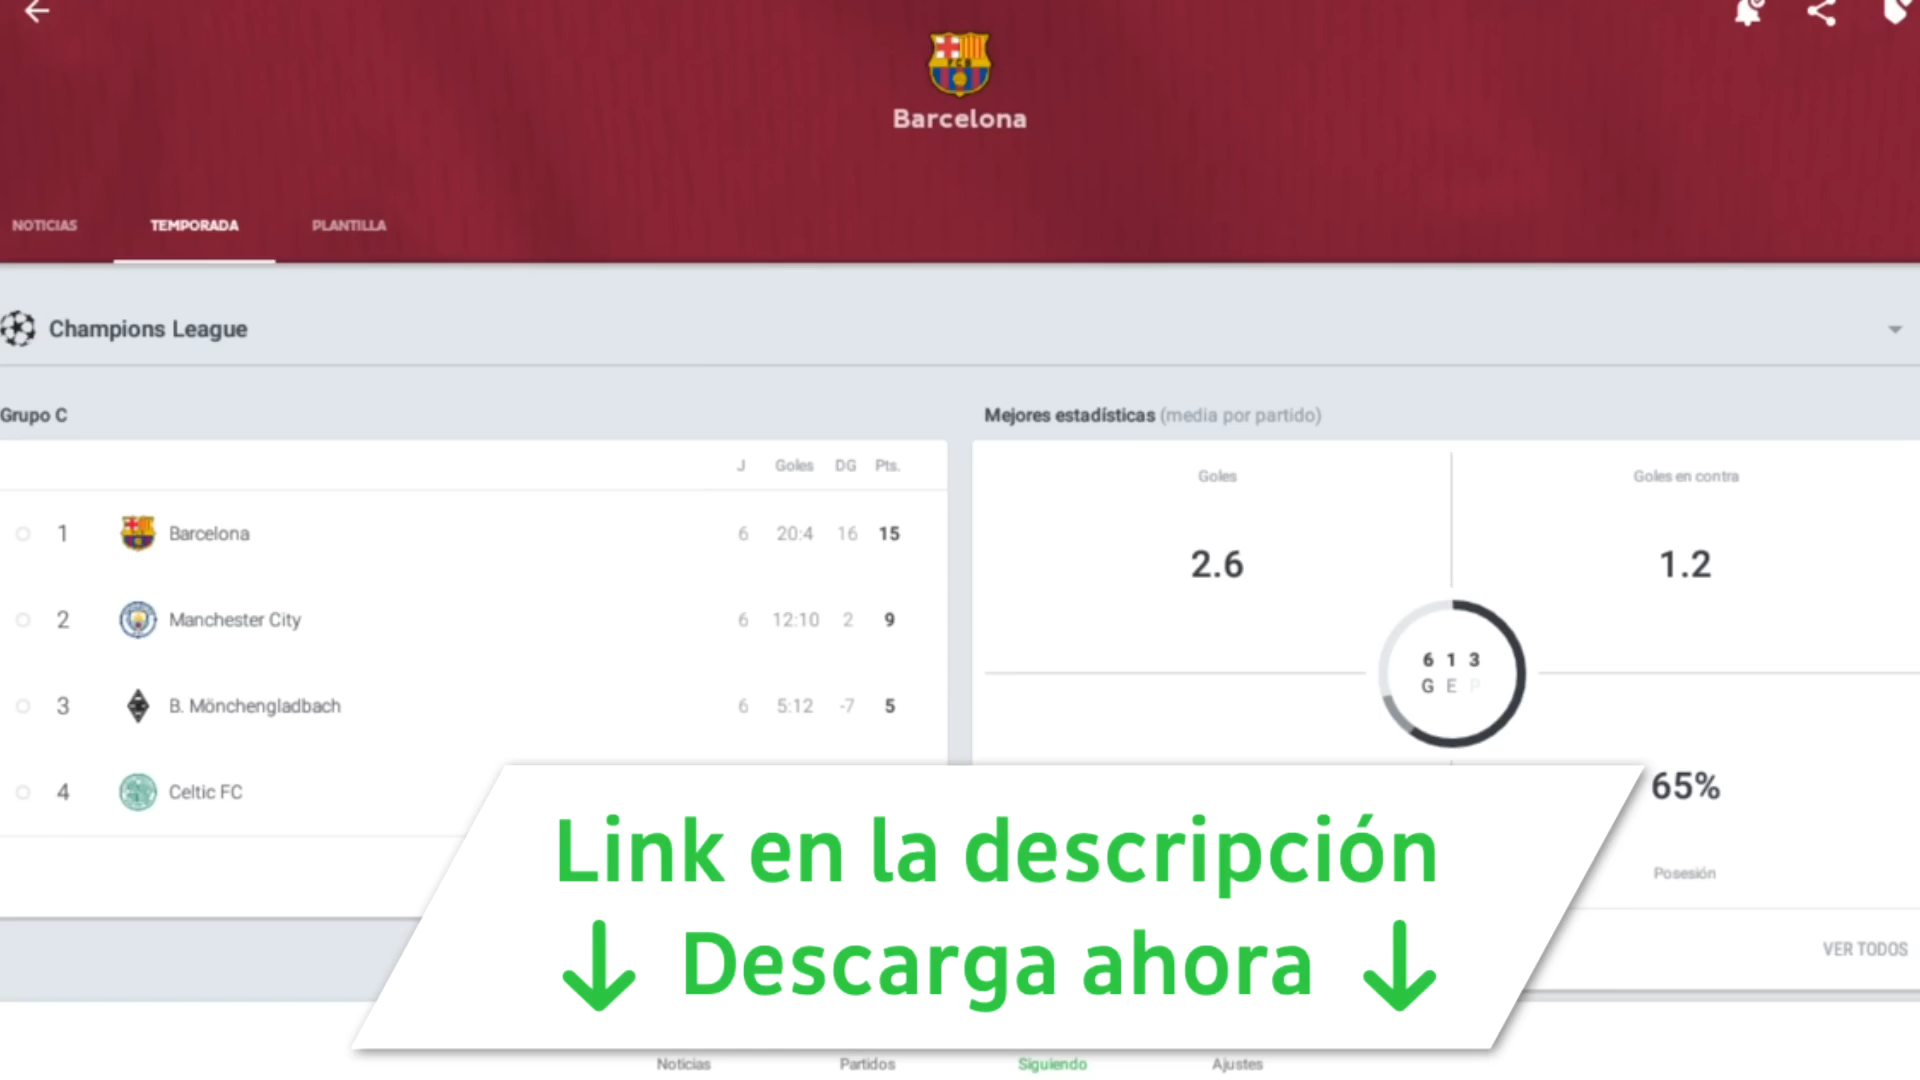 Barcelona
NOTICIAS TEMPORADA PLANTILLA
Champions League
Grupo C
J Goles DG Pts.
1 Barcelona 6 20:4 16 15
2 Manchester City 6 12:10 2 9
3 B. Mönchengladbach 6 5:12 -7 5
4 Celtic FC
Mejores estadísticas (media por partido)
Goles Goles en contra
2.6 1.2
6 1 3
G E P
65%
Posesión
VER TODOS
Link en la descripción
↓ Descarga ahora ↓
Noticias Partidos Siguiendo Ajustes